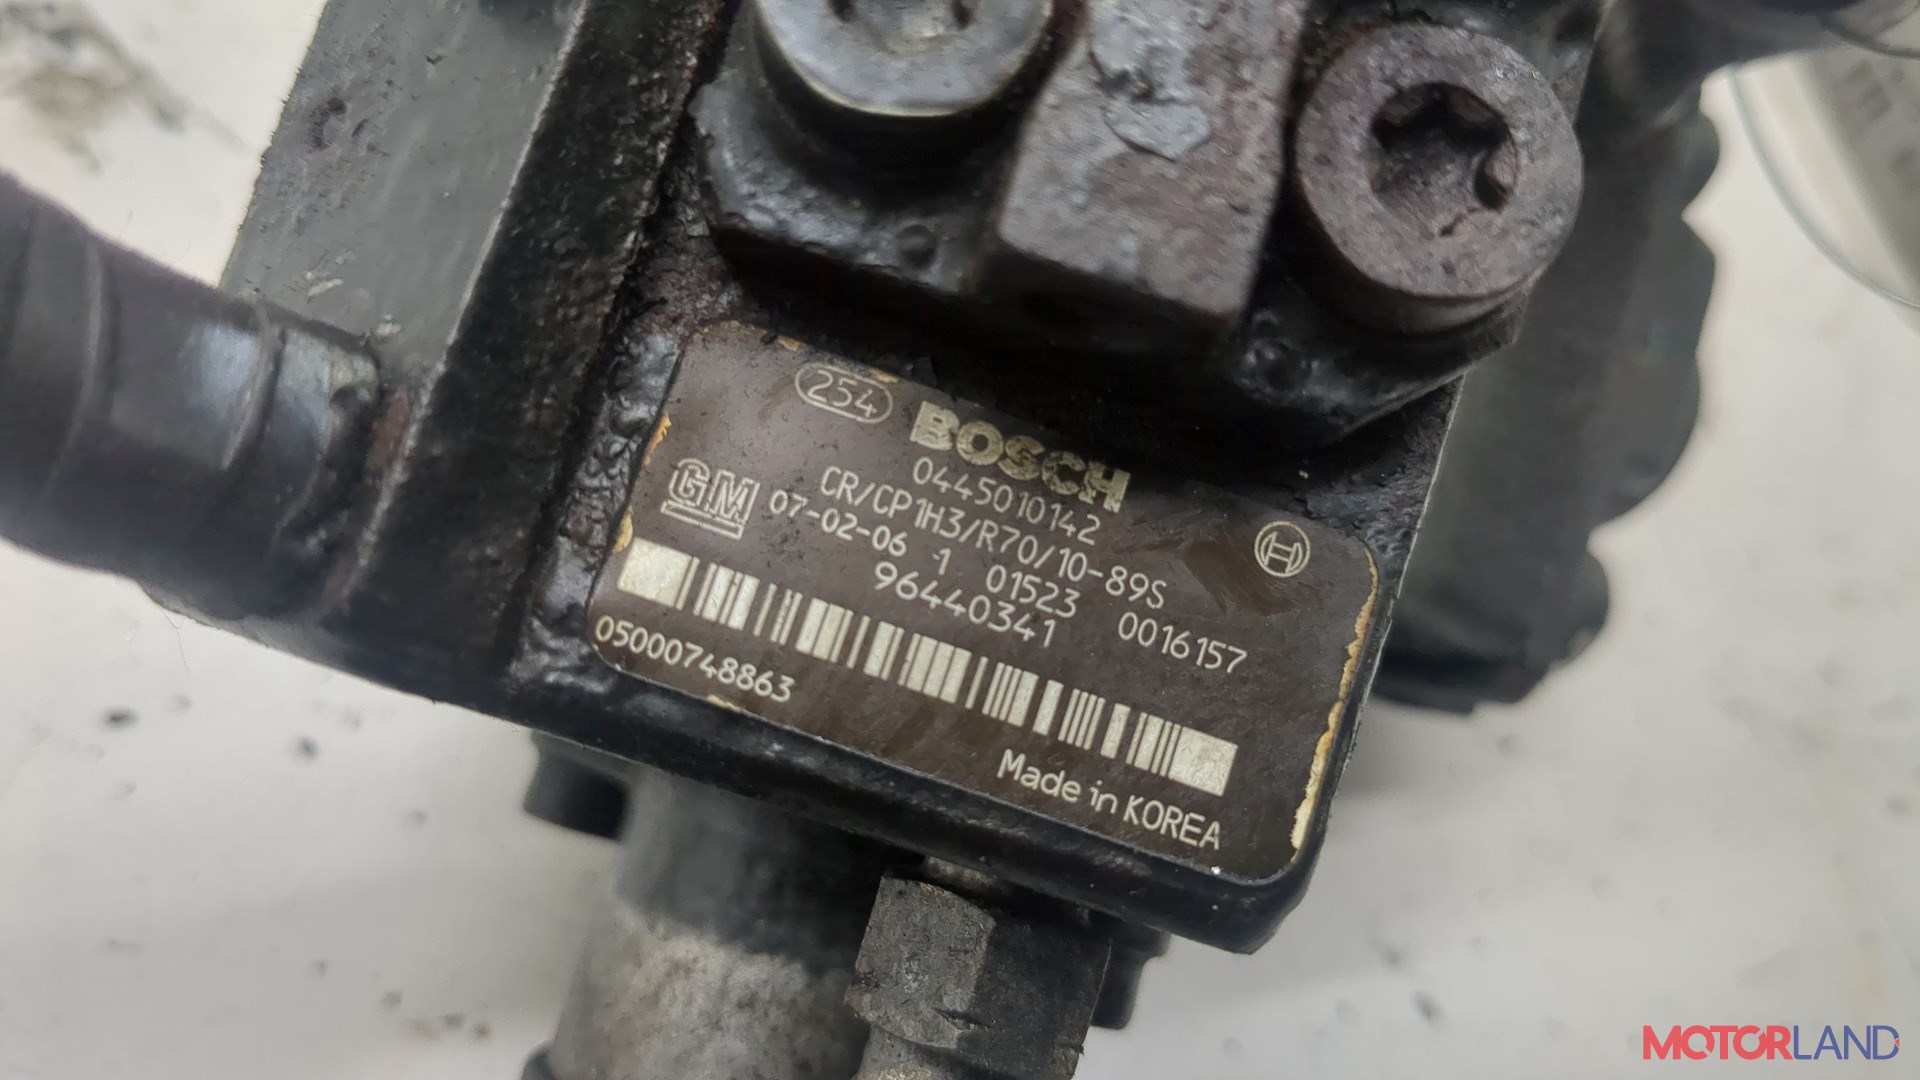 254 BOSCH
0445010142
CR/CP1H3/R70/10-89S
GM 07-02-06 1 01523 0016157
96440341
05000748863
Made in KOREA
MOTORLAND